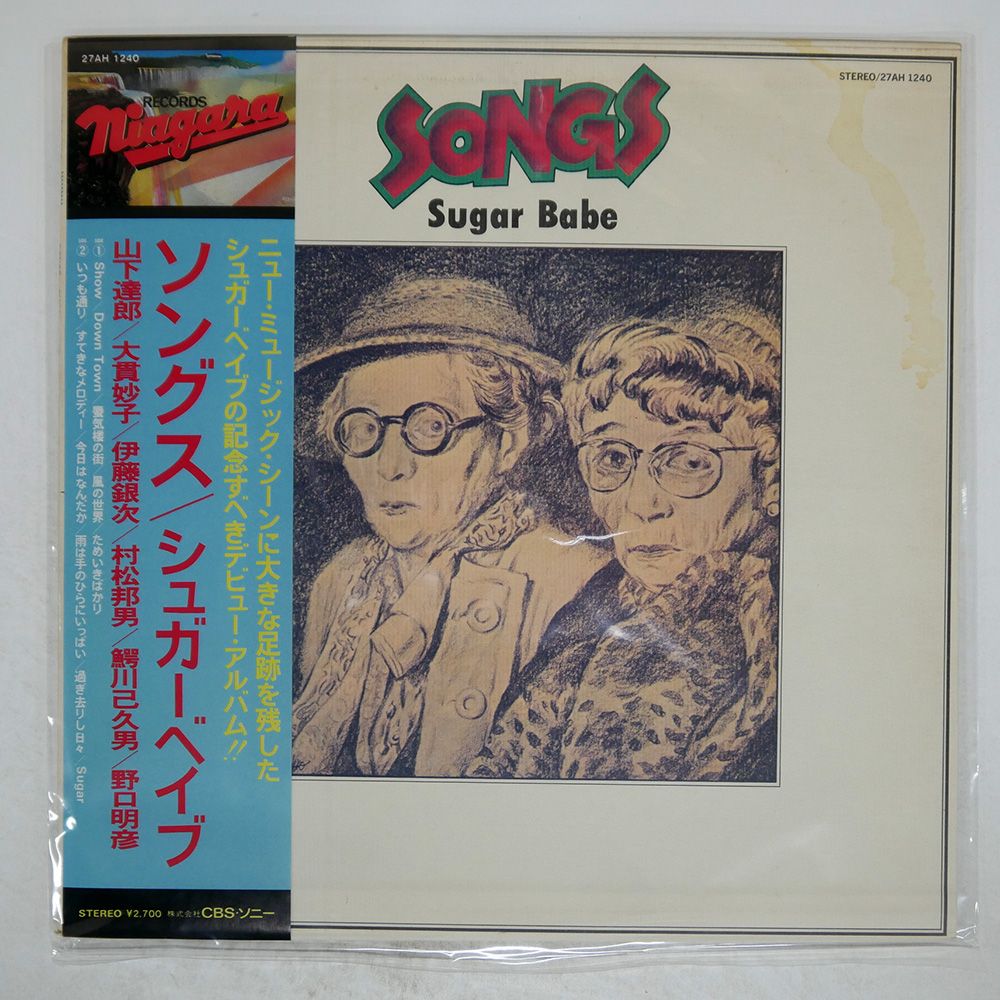 27AH 1240
RECORDS
Niagara
STEREO/27AH 1240
SONGS
Sugar Babe
ニュー・ミュージック・シーンに大きな足跡を残した
シュガーベイブの記念すべきデビュー・アルバム!!
ソングス/シュガーベイブ
山下達郎/大貫妙子/伊藤銀次/村松邦男/鰐川己久男/野口明彦
1 Show/Down Town/蜃気楼の街/風の世界/ためいきばかり
2 いつも通り/すてきなメロディー/今日はなんだか/雨は手のひらにいっぱい/過ぎ去りし日々 Sugar
STEREO ¥2,700 株式会社CBS・ソニー